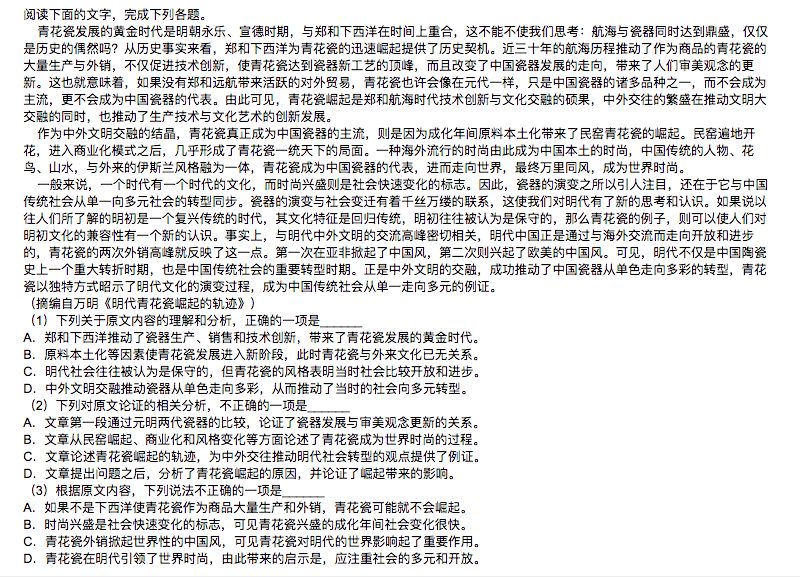 阅读下面的文字，完成下列各题。
青花瓷发展的黄金时代是明朝永乐、宣德时期，与郑和下西洋在时间上重合，这不能不使我们思考：航海与瓷器同时达到鼎盛，仅仅
是历史的偶然吗？从历史事实来看，郑和下西洋为青花瓷的迅速崛起提供了历史契机。近三十年的航海历程推动了作为商品的青花瓷的
大量生产与外销，不仅促进技术创新，使青花瓷达到瓷器新工艺的顶峰，而且改变了中国瓷器发展的走向，带来了人们审美观念的更
新。这也就意味着，如果没有郑和远航带来活跃的对外贸易，青花瓷也许会像在元代一样，只是中国瓷器的诸多品种之一，而不会成为
主流，更不会成为中国瓷器的代表。由此可见，青花瓷崛起是郑和航海时代技术创新与文化交融的硕果，中外交往的繁盛在推动文明大
交融的同时，也推动了生产技术与文化艺术的创新发展。
作为中外文明交融的结晶，青花瓷真正成为中国瓷器的主流，则是因为成化年间原料本土化带来了民窑青花瓷的崛起。民窑遍地开
花，进入商业化模式之后，几乎形成了青花瓷一统天下的局面。一种海外流行的时尚由此成为中国本土的时尚，中国传统的人物、花
鸟、山水，与外来的伊斯兰风格融为一体，青花瓷成为中国瓷器的代表，进而走向世界，最终万里同风，成为世界时尚。
一般来说，一个时代有一个时代的文化，而时尚兴盛则是社会快速变化的标志。因此，瓷器的演变之所以引人注目，还在于它与中国
传统社会从单一向多元社会的转型同步。瓷器的演变与社会变迁有着千丝万缕的联系，这使我们对明代有了新的思考和认识。如果说以
往人们所了解的明初是一个复兴传统的时代，其文化特征是回归传统，明初往往被认为是保守的，那么青花瓷的例子，则可以使人们对
明初文化的兼容性有一个新的认识。事实上，与明代中外文明的交流高峰密切相关，明代中国正是通过与海外交流而走向开放和进步
的，青花瓷的两次外销高峰就反映了这一点。第一次在亚非掀起了中国风，第二次则兴起了欧美的中国风。可见，明代不仅是中国陶瓷
史上一个重大转折时期，也是中国传统社会的重要转型时期。正是中外文明的交融，成功推动了中国瓷器从单色走向多彩的转型，青花
瓷以独特方式昭示了明代文化的演变过程，成为中国传统社会从单一走向多元的例证。
（摘编自万明《明代青花瓷崛起的轨迹》）
（1）下列关于原文内容的理解和分析，正确的一项是______
A．郑和下西洋推动了瓷器生产、销售和技术创新，带来了青花瓷发展的黄金时代。
B．原料本土化等因素使青花瓷发展进入新阶段，此时青花瓷与外来文化已无关系。
C．明代社会往往被认为是保守的，但青花瓷的风格表明当时社会比较开放和进步。
D．中外文明交融推动瓷器从单色走向多彩，从而推动了当时的社会向多元转型。
（2）下列对原文论证的相关分析，不正确的一项是______
A．文章第一段通过元明两代瓷器的比较，论证了瓷器发展与审美观念更新的关系。
B．文章从民窑崛起、商业化和风格变化等方面论述了青花瓷成为世界时尚的过程。
C．文章论述青花瓷崛起的轨迹，为中外交往推动明代社会转型的观点提供了例证。
D．文章提出问题之后，分析了青花瓷崛起的原因，并论证了崛起带来的影响。
（3）根据原文内容，下列说法不正确的一项是______
A．如果不是下西洋使青花瓷作为商品大量生产和外销，青花瓷可能就不会崛起。
B．时尚兴盛是社会快速变化的标志，可见青花瓷兴盛的成化年间社会变化很快。
C．青花瓷外销掀起世界性的中国风，可见青花瓷对明代的世界影响起了重要作用。
D．青花瓷在明代引领了世界时尚，由此带来的启示是，应注重社会的多元和开放。